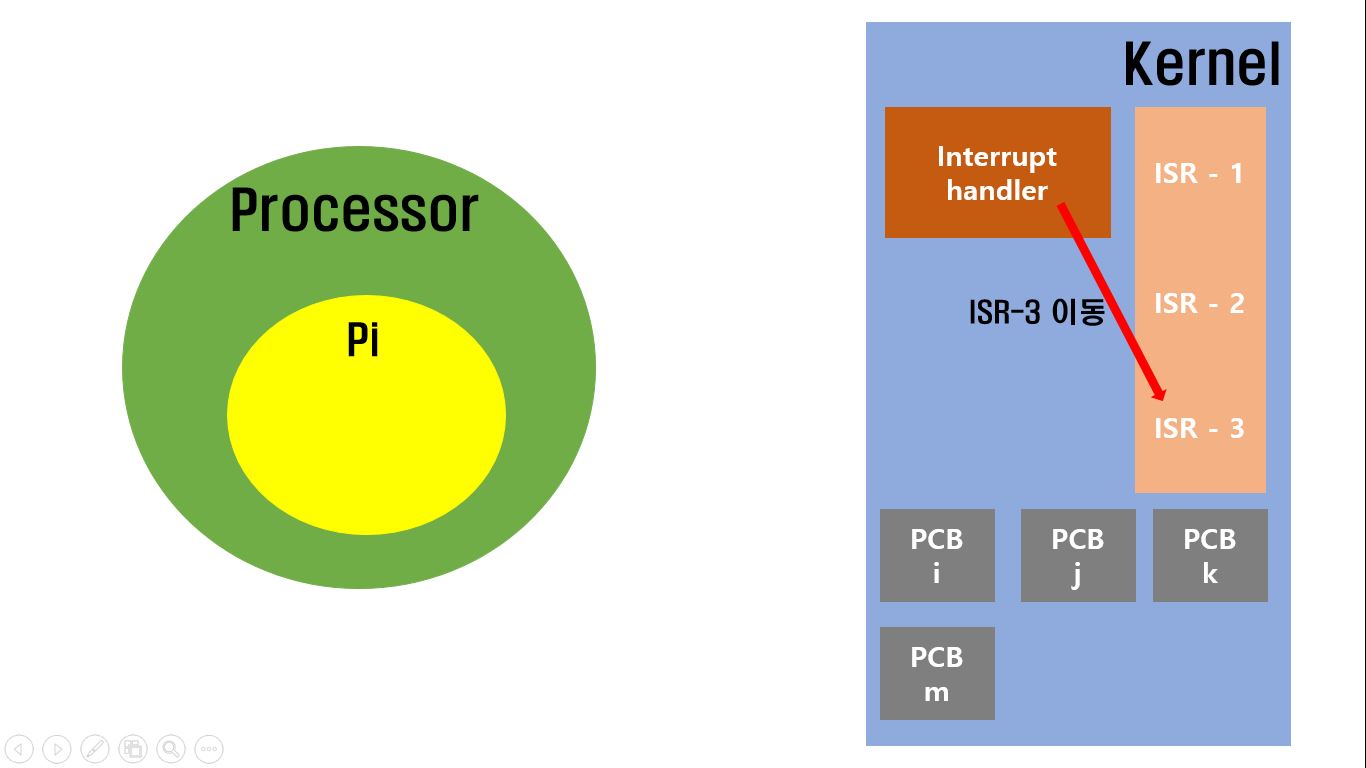 Processor
Pi
Kernel
Interrupt
handler
ISR - 1
ISR-3 이동
ISR - 2
ISR - 3
PCB
i
PCB
j
PCB
k
PCB
m